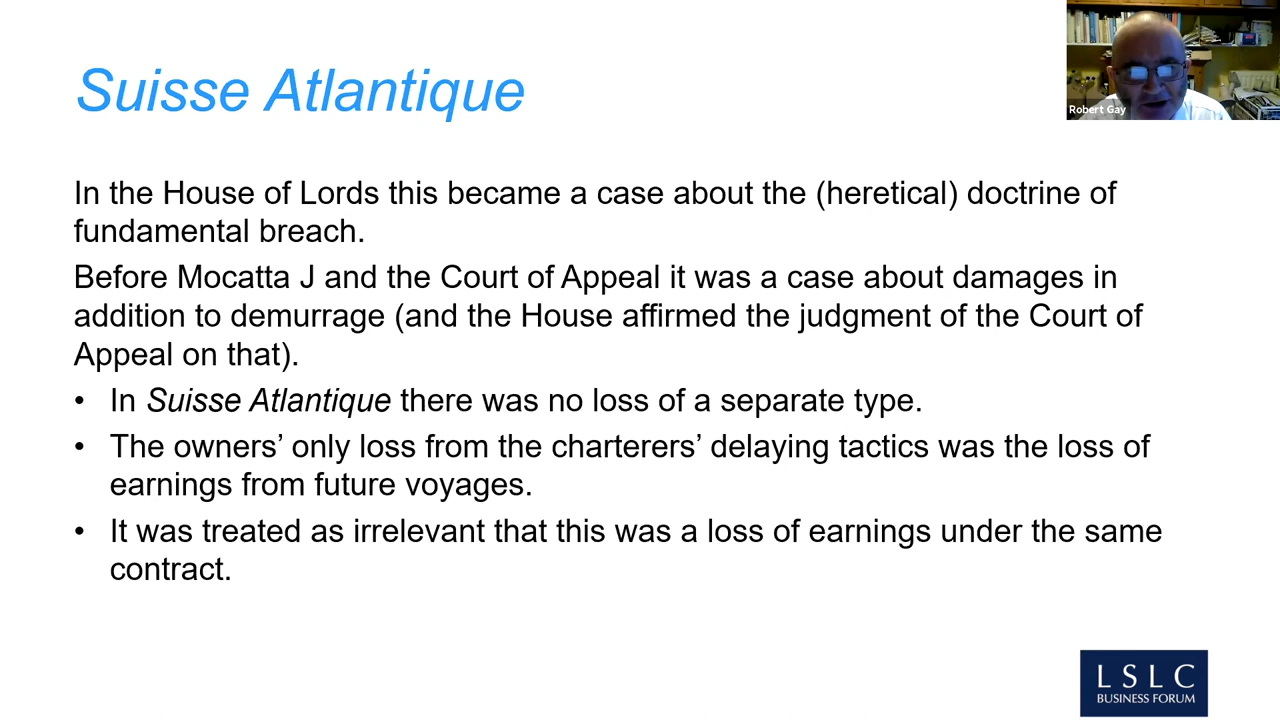 Suisse Atlantique
Robert Gay
In the House of Lords this became a case about the (heretical) doctrine of
fundamental breach.
Before Mocatta J and the Court of Appeal it was a case about damages in
addition to demurrage (and the House affirmed the judgment of the Court of
Appeal on that).
• In Suisse Atlantique there was no loss of a separate type.
• The owners’ only loss from the charterers’ delaying tactics was the loss of
earnings from future voyages.
• It was treated as irrelevant that this was a loss of earnings under the same
contract.
LSLC
BUSINESS FORUM